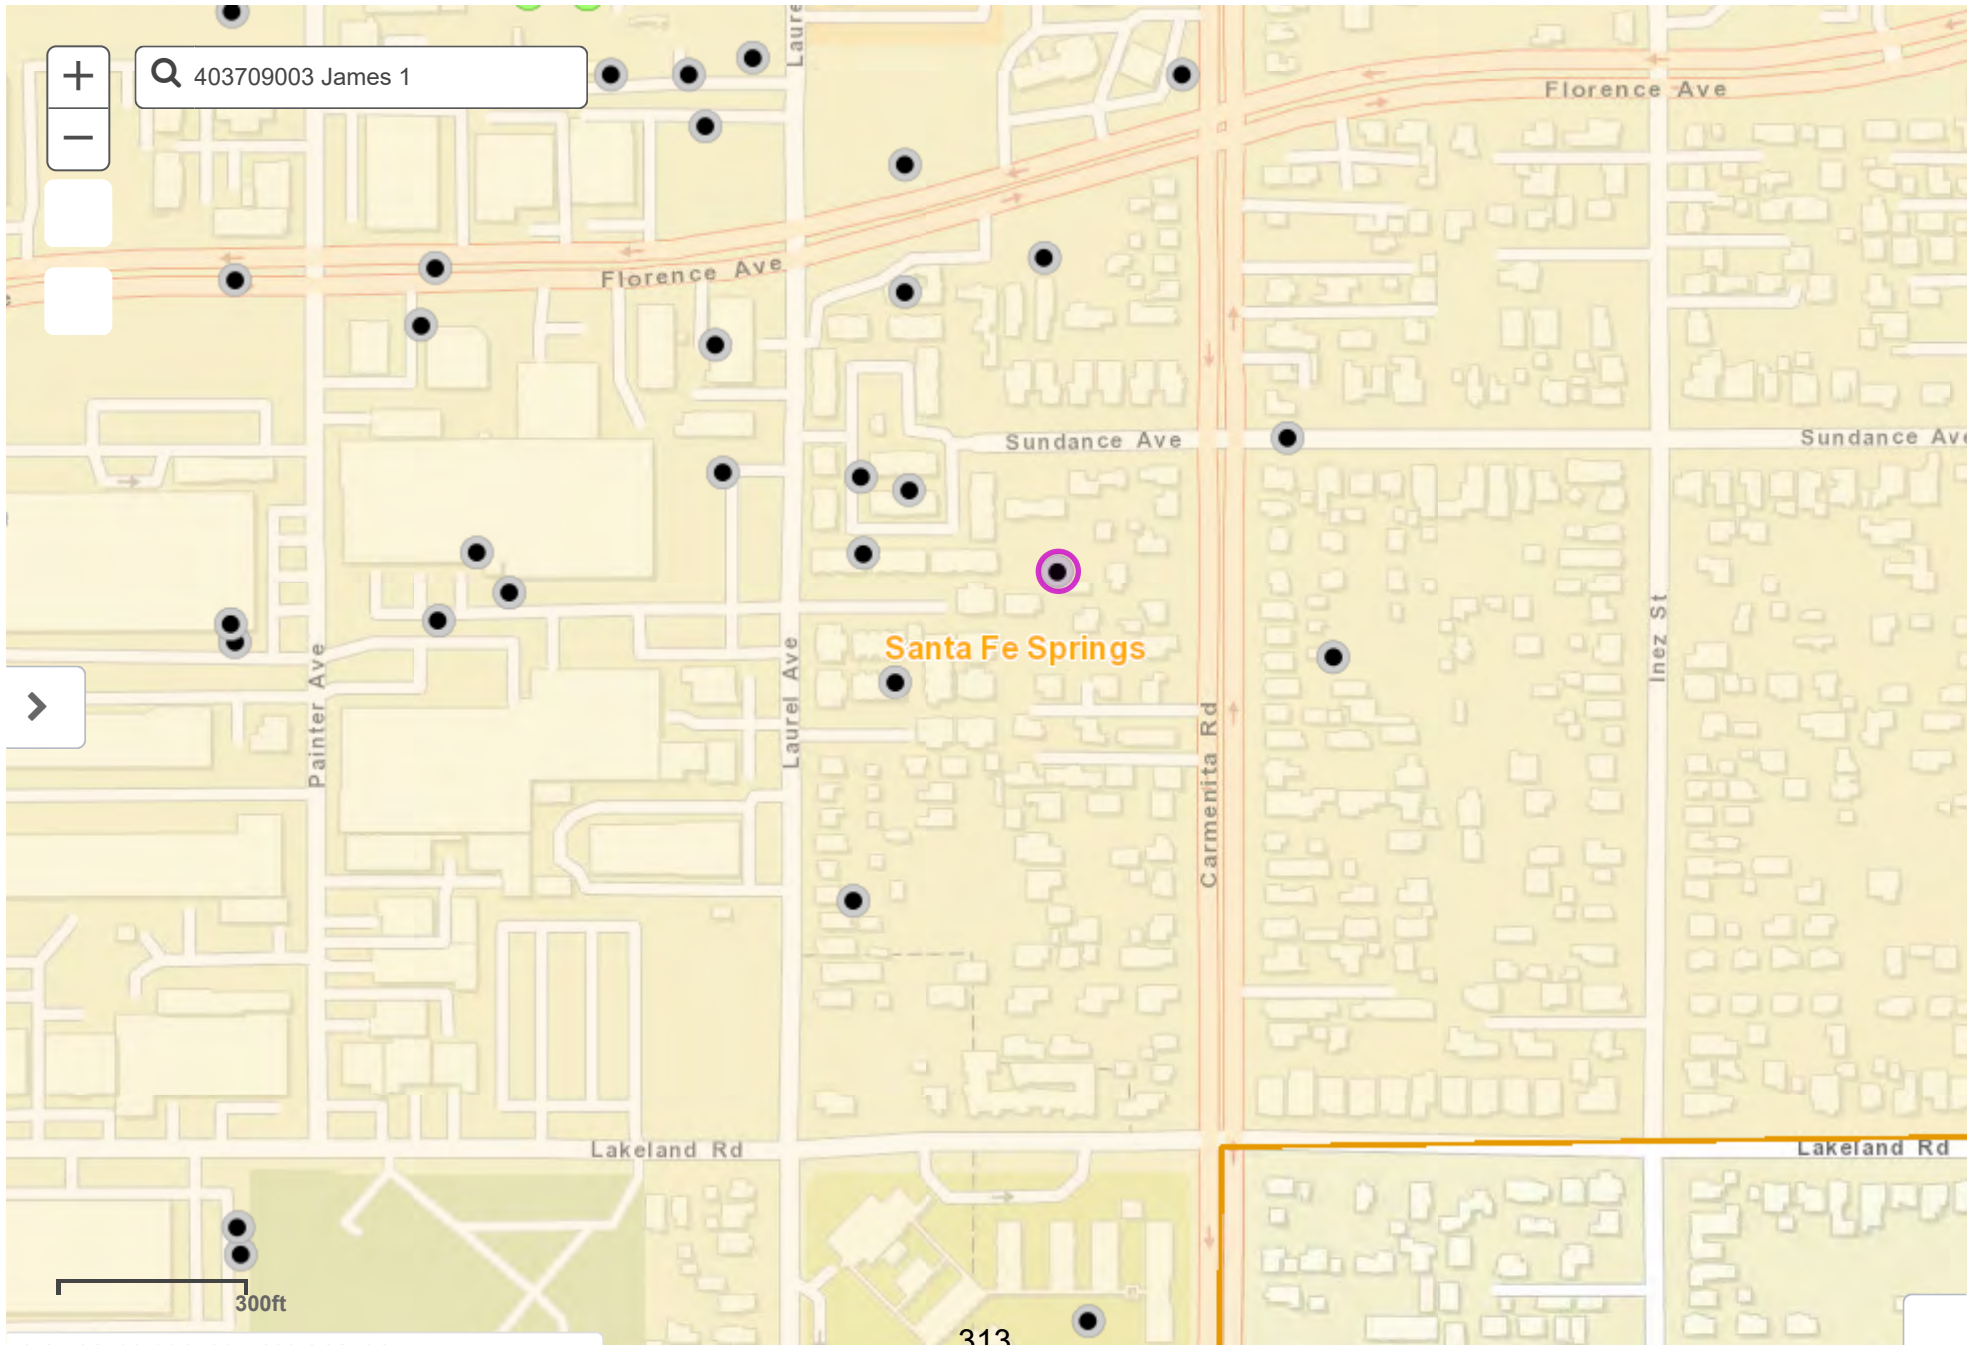 Laure
403709003 James 1
Florence Ave
Florence Ave
Sundance Ave
Sundance Ave
Santa Fe Springs
Painter Ave
Laurel Ave
Carmenita Rd
Inez St
Lakeland Rd
Lakeland Rd
300ft
313